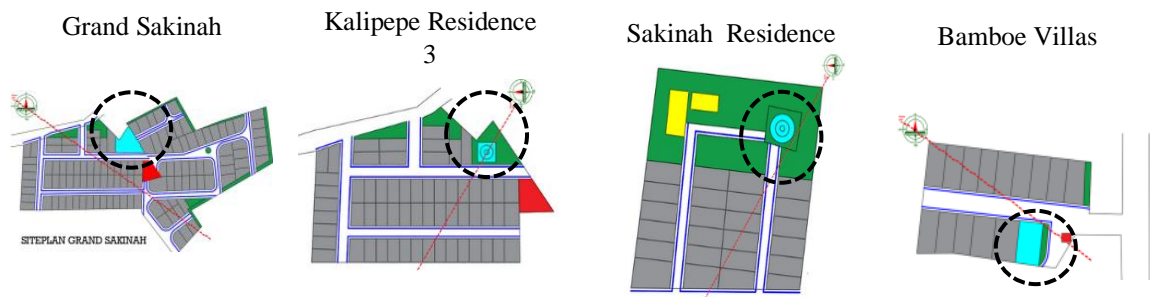 Grand Sakinah
Kalipepe Residence
3
Sakinah Residence
Bamboe Villas
SITEPLAN GRAND SAKINAH